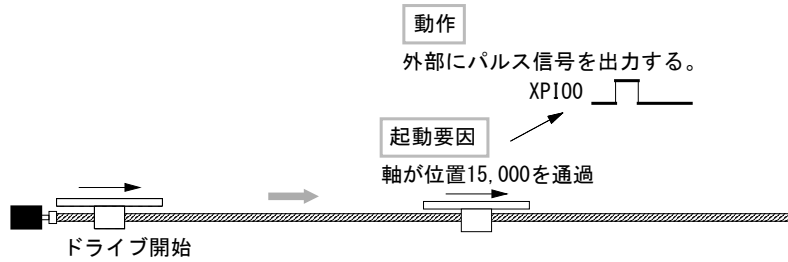 動作
外部にパルス信号を出力する。
XPIO0
起動要因
軸が位置15,000を通過
ドライブ開始